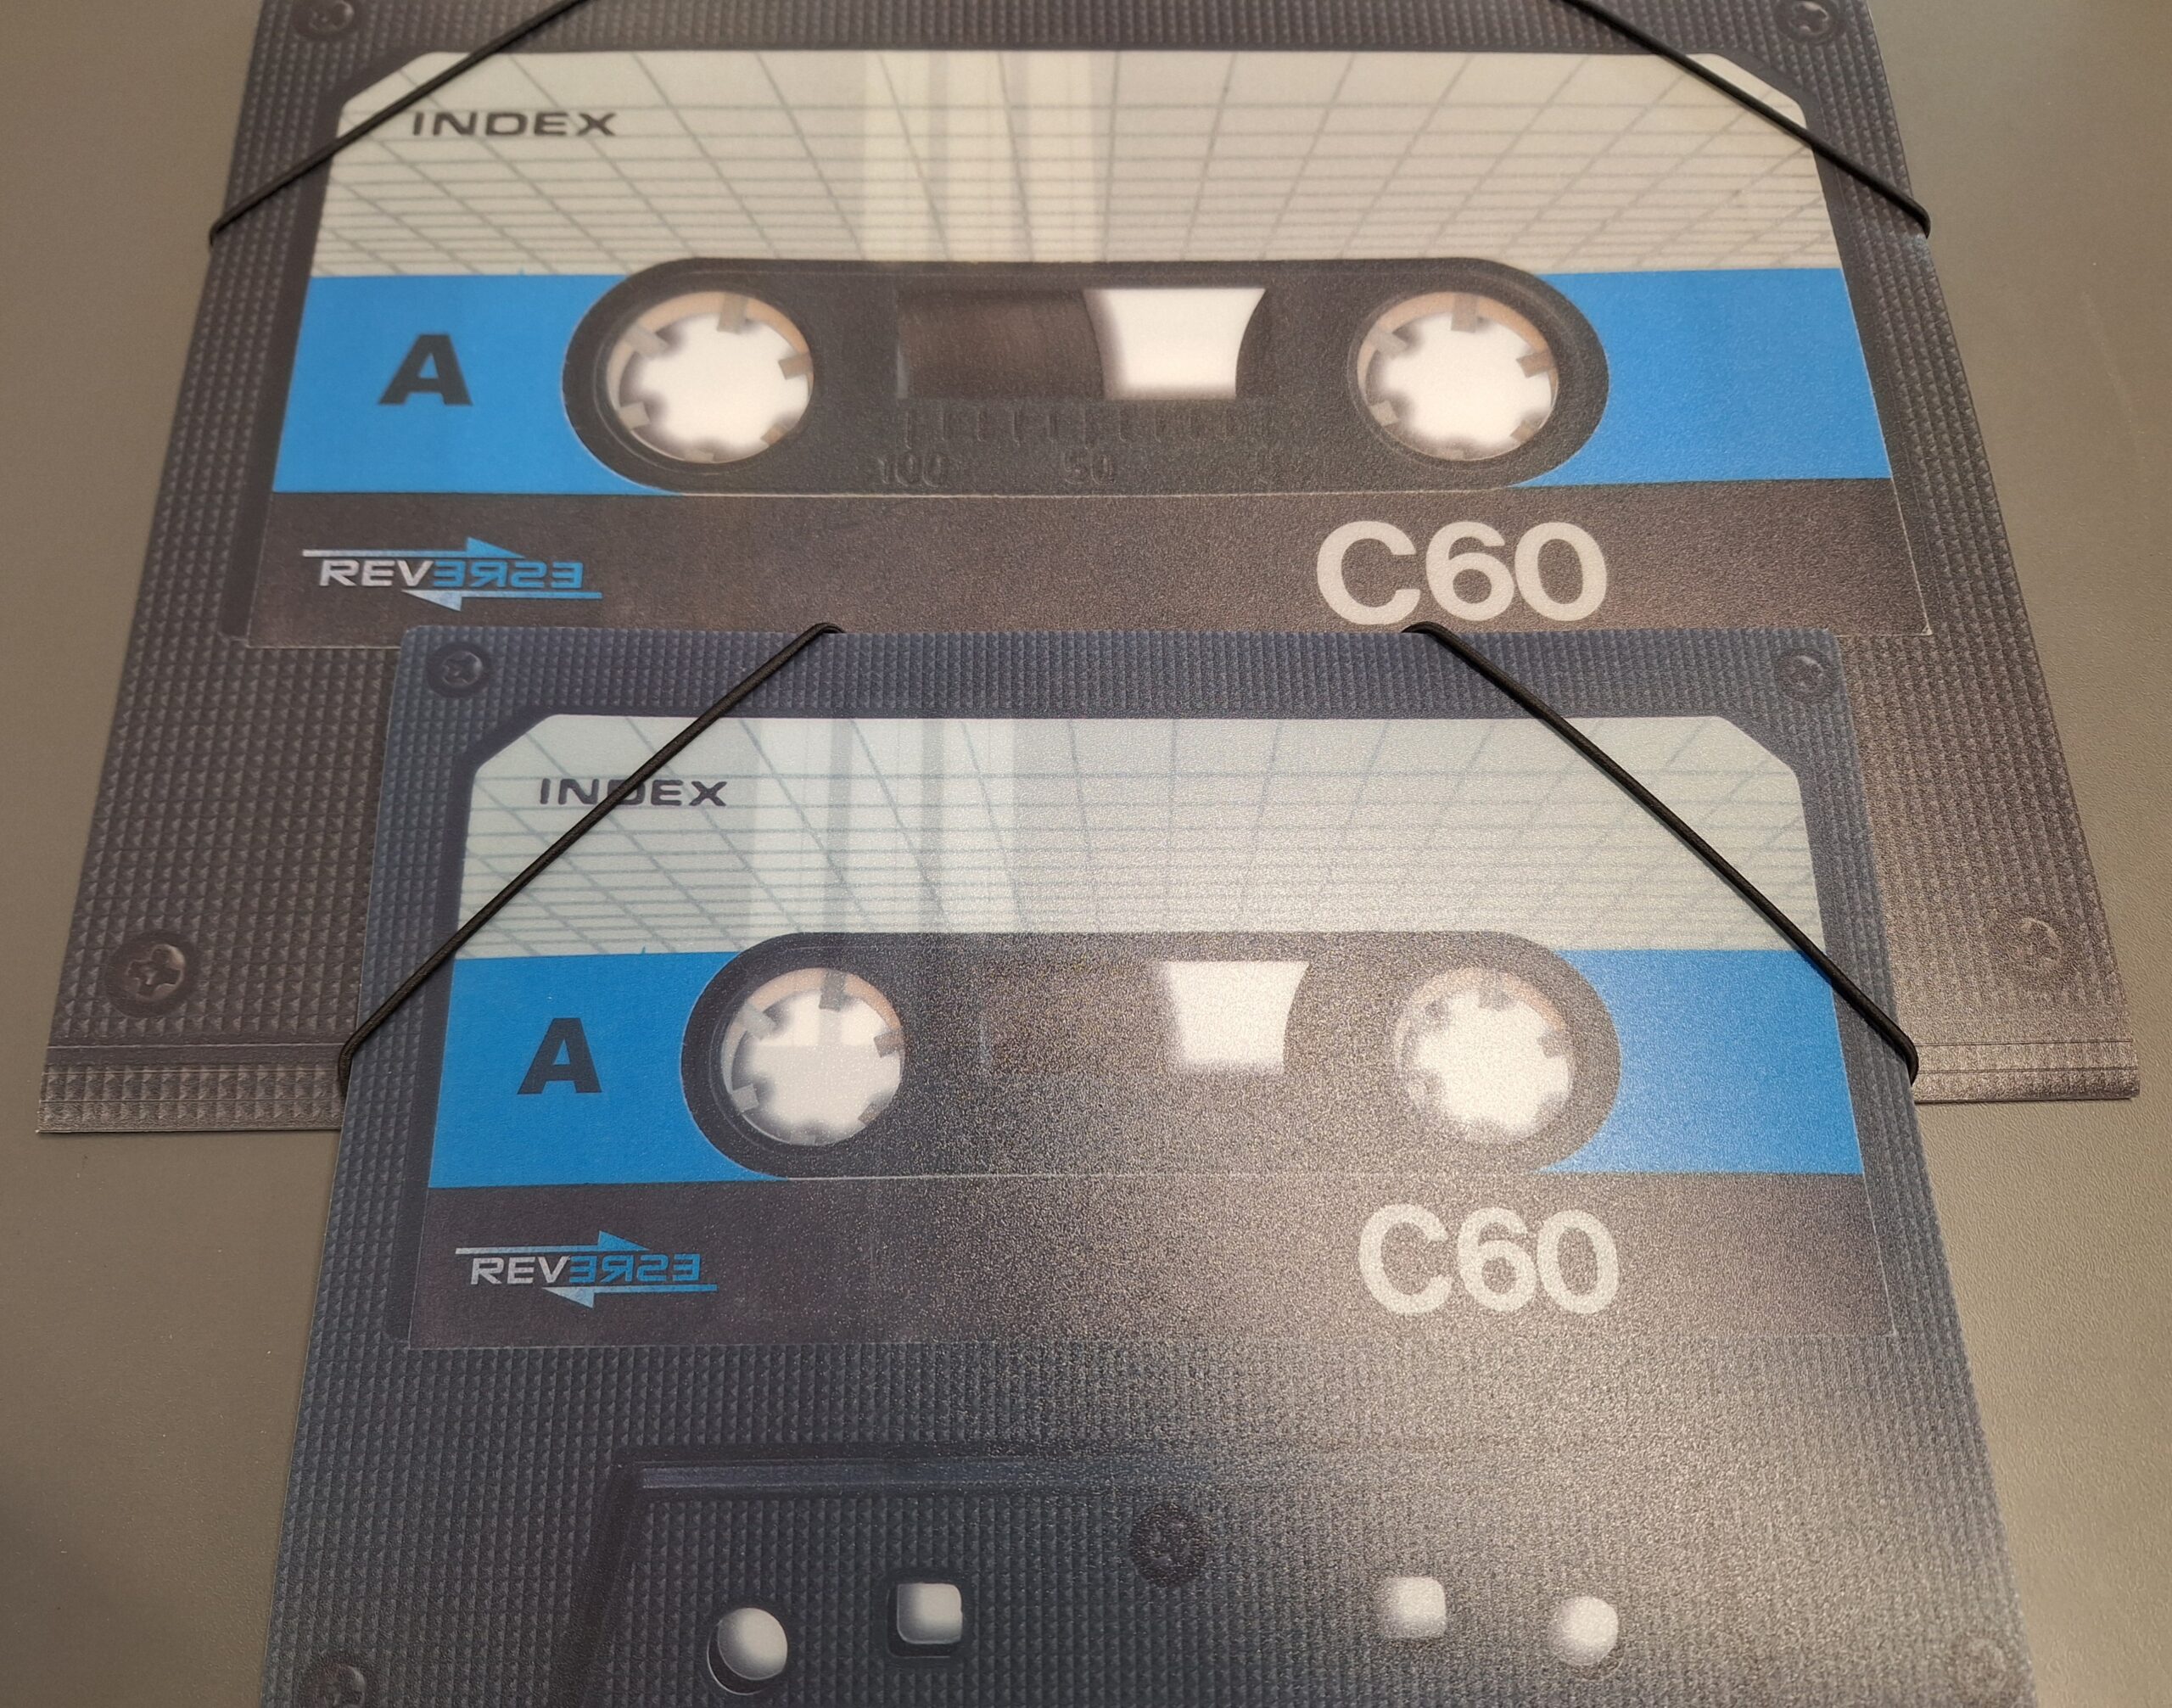 INDEX
A
100 50
REVERSE
C60
INDEX
A
REVERSE
C60